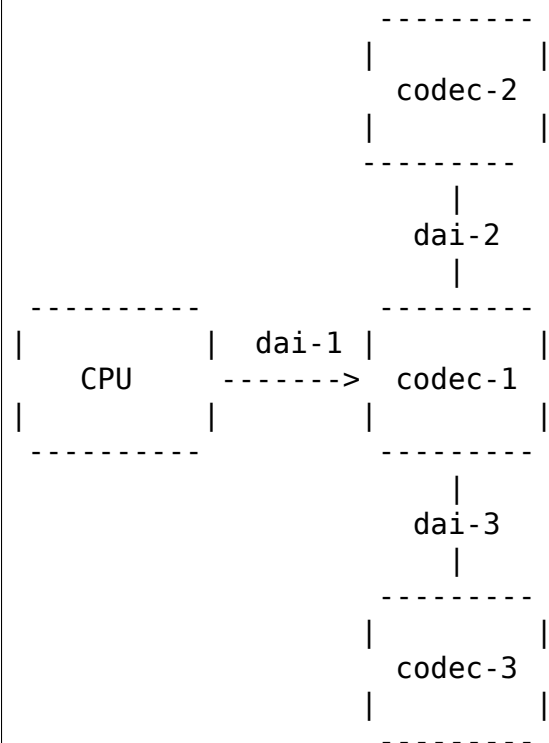 codec-2
dai-2
dai-1
CPU -------> codec-1
dai-3
codec-3